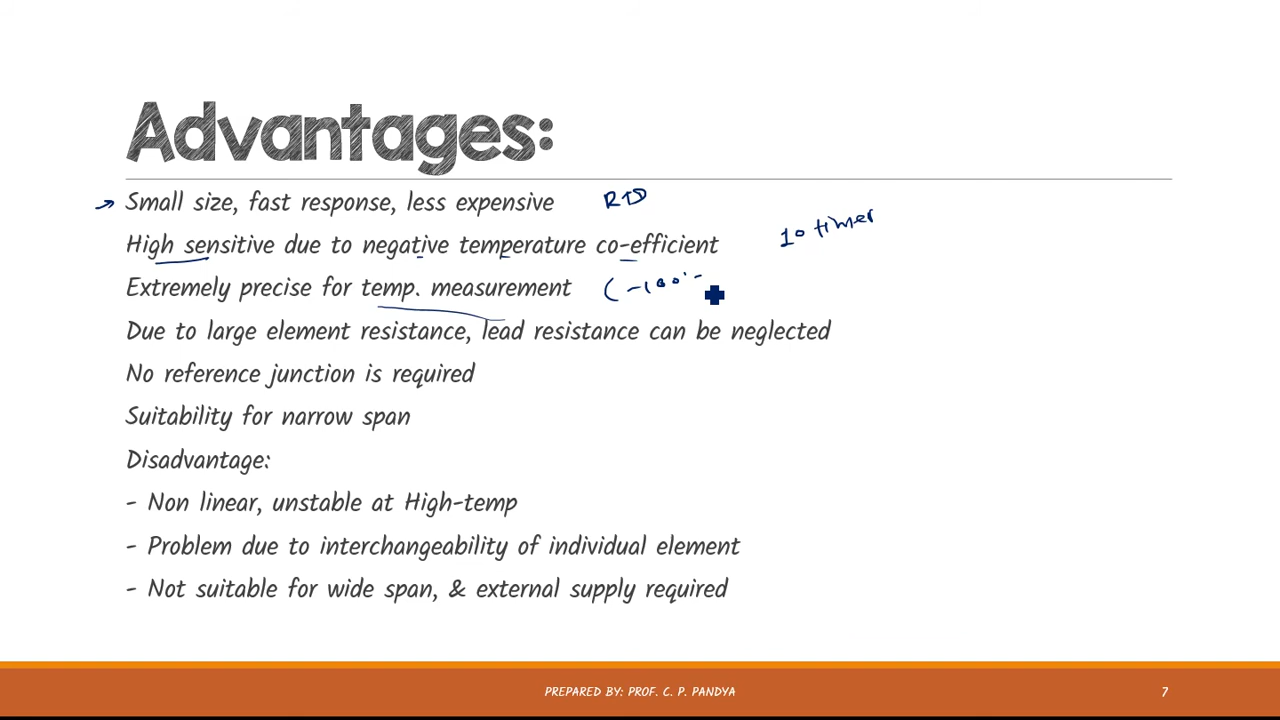 Advantages:
Small size, fast response, less expensive RTD
High sensitive due to negative temperature co-efficient 10 times
Extremely precise for temp. measurement (-100°-
Due to large element resistance, lead resistance can be neglected
No reference junction is required
Suitability for narrow span
Disadvantage:
- Non linear, unstable at High-temp
- Problem due to interchangeability of individual element
- Not suitable for wide span, & external supply required
PREPARED BY: PROF. C. P. PANDYA 7